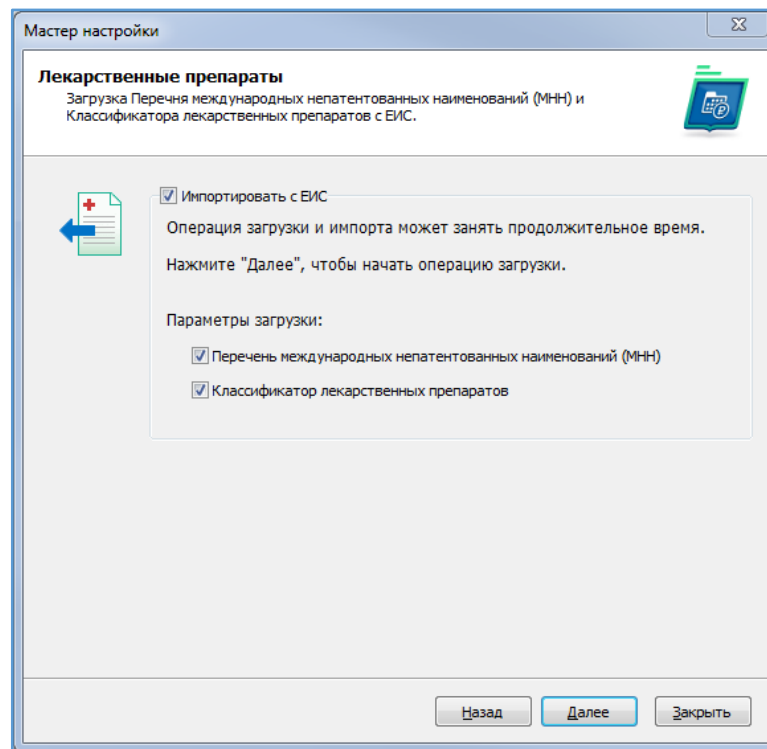 Мастер настройки
Лекарственные препараты
Загрузка Перечня международных непатентованных наименований (МНН) и
Классификатора лекарственных препаратов с ЕИС.
Импортировать с ЕИС
Операция загрузки и импорта может занять продолжительное время.
Нажмите "Далее", чтобы начать операцию загрузки.
Параметры загрузки:
Перечень международных непатентованных наименований (МНН)
Классификатор лекарственных препаратов
Назад Далее Закрыть